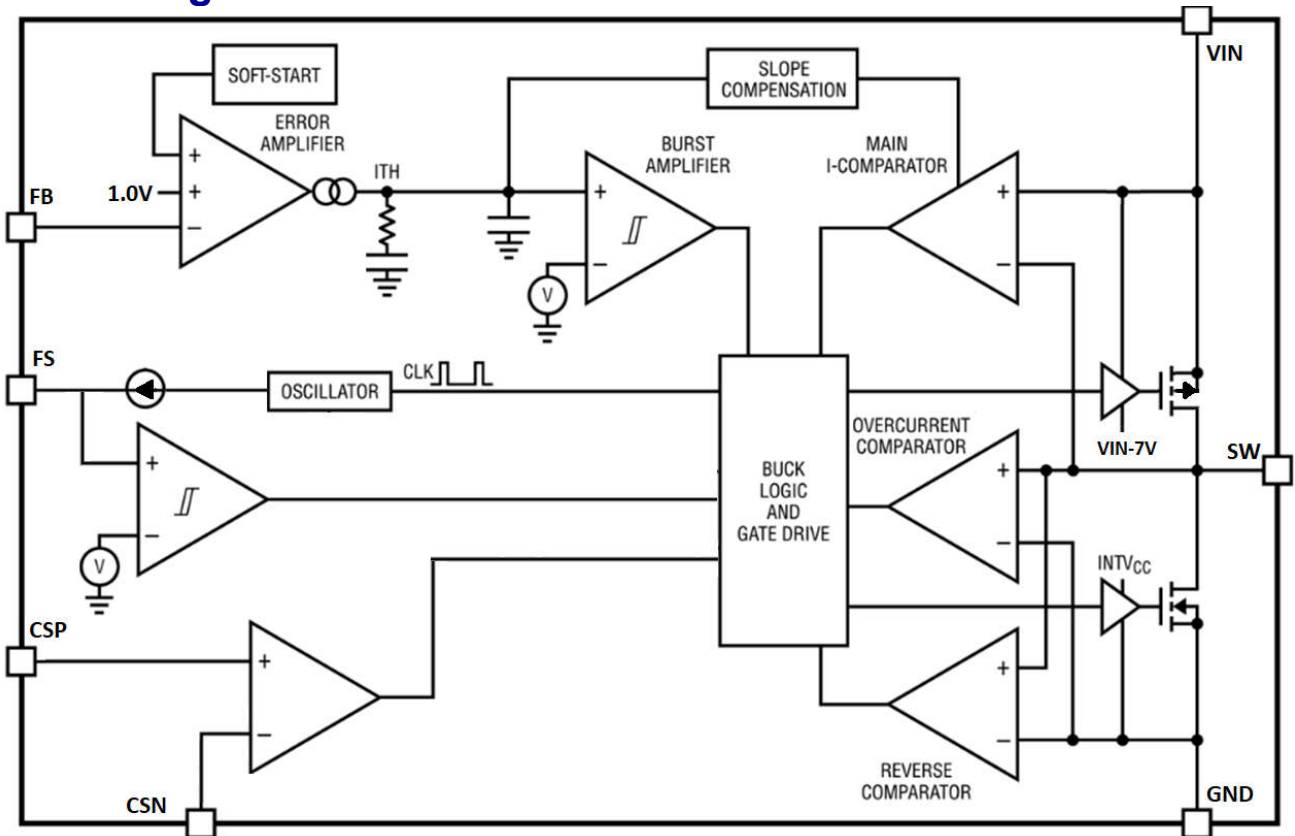 VIN
SOFT-START
SLOPE
COMPENSATION
ERROR
AMPLIFIER
BURST
AMPLIFIER
MAIN
I-COMPARATOR
ITH
+
+
1.0V
+
+
+
FB
−
−
−
V
FS
CLK
OSCILLATOR
OVERCURRENT
COMPARATOR
VIN-7V
SW
+
+
BUCK
LOGIC
AND
GATE DRIVE
−
−
V
INTVCC
CSP
+
+
−
−
REVERSE
COMPARATOR
CSN
GND